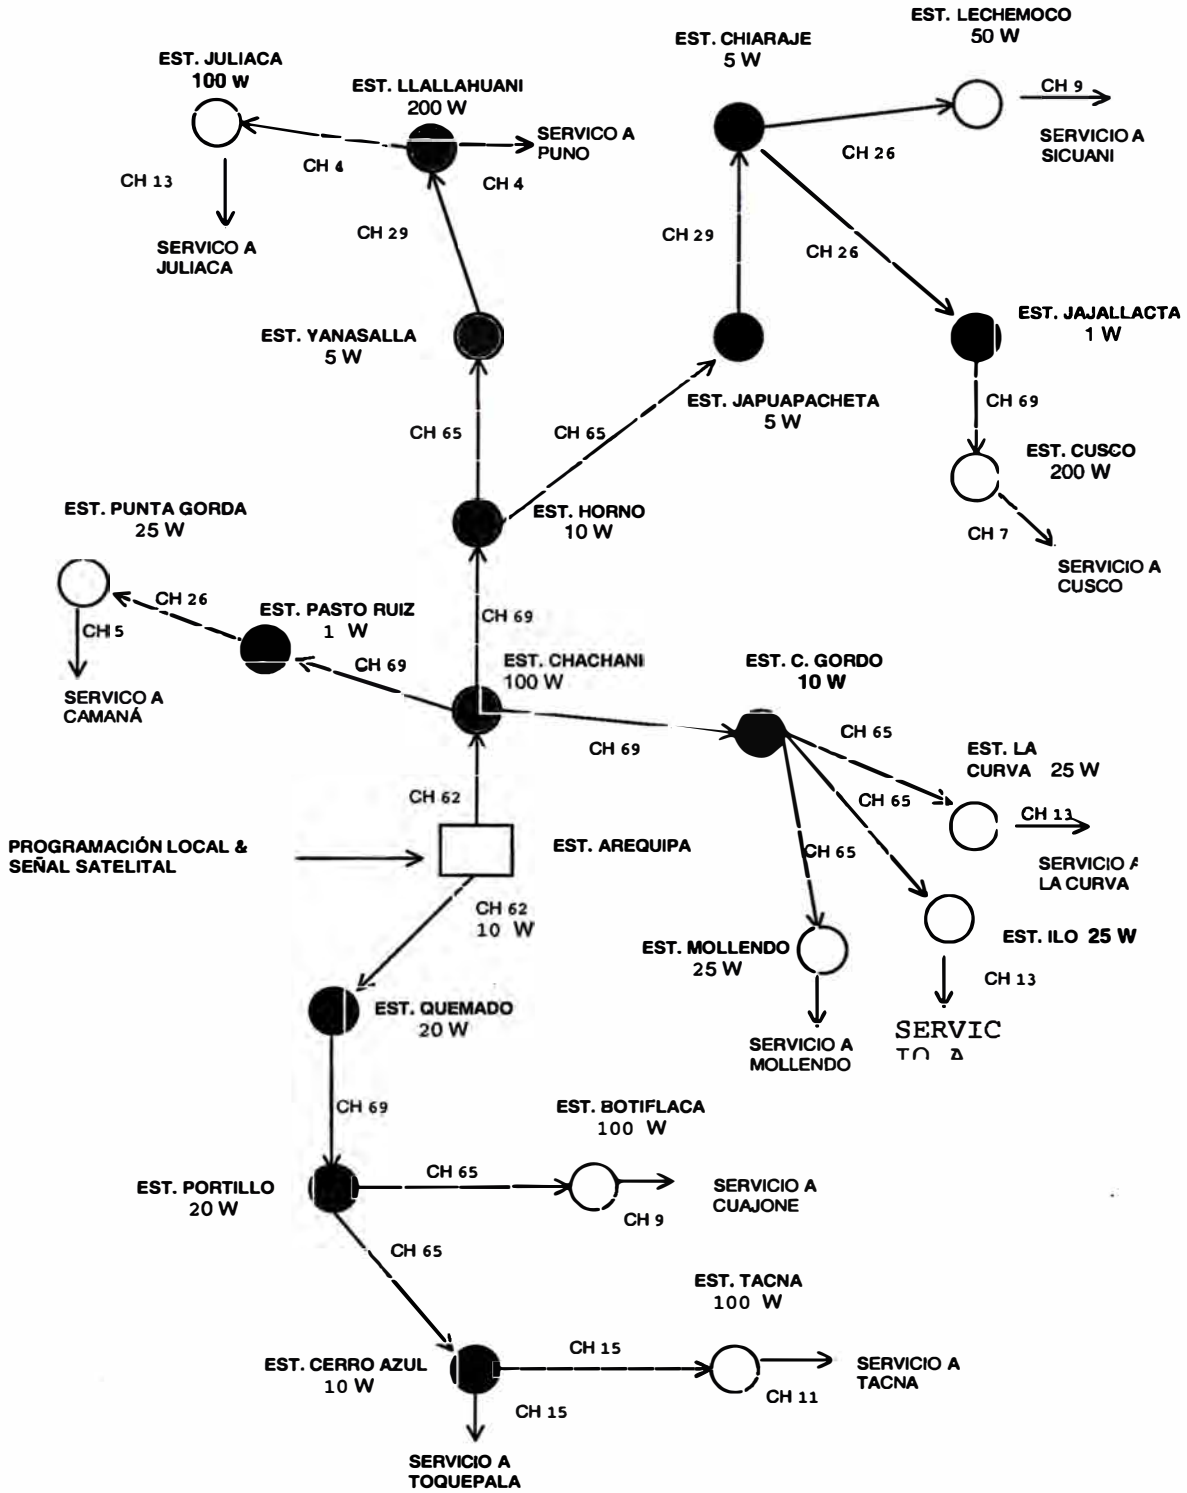 EST. LECHEMOCO
50 W
EST. CHIARAJE
5 W
EST. JULIACA
100 W
EST. LLALLAHUANI
200 W
CH 9
SERVICIO A
SICUANI
SERVICO A
PUNO
CH 26
CH 4
CH 4
CH 13
CH 29
CH 29
CH 26
SERVICO A
JULIACA
EST. YANASALLA
5 W
EST. JAJALLACTA
1 W
EST. JAPUAPACHETA
5 W
CH 69
CH 65
CH 65
EST. CUSCO
200 W
EST. PUNTA GORDA
25 W
EST. HORNO
10 W
CH 7
SERVICIO A
CUSCO
CH 26
EST. PASTO RUIZ
1 W
CH 5
CH 69
CH 69
EST. CHACHANI
100 W
EST. C. GORDO
10 W
SERVICO A
CAMANÁ
CH 69
CH 65
EST. LA
CURVA 25 W
CH 62
CH 65
CH 13
PROGRAMACIÓN LOCAL &
SEÑAL SATELITAL
EST. AREQUIPA
CH 65
SERVICIO A
LA CURVA
CH 62
10 W
EST. MOLLENDO
25 W
EST. ILO 25 W
CH 13
EST. QUEMADO
20 W
SERVICIO A
MOLLENDO
SERVIC
IO A
CH 69
EST. BOTIFLACA
100 W
CH 65
EST. PORTILLO
20 W
SERVICIO A
CUAJONE
CH 9
CH 65
EST. TACNA
100 W
CH 15
EST. CERRO AZUL
10 W
SERVICIO A
TACNA
CH 11
CH 15
SERVICIO A
TOQUEPALA